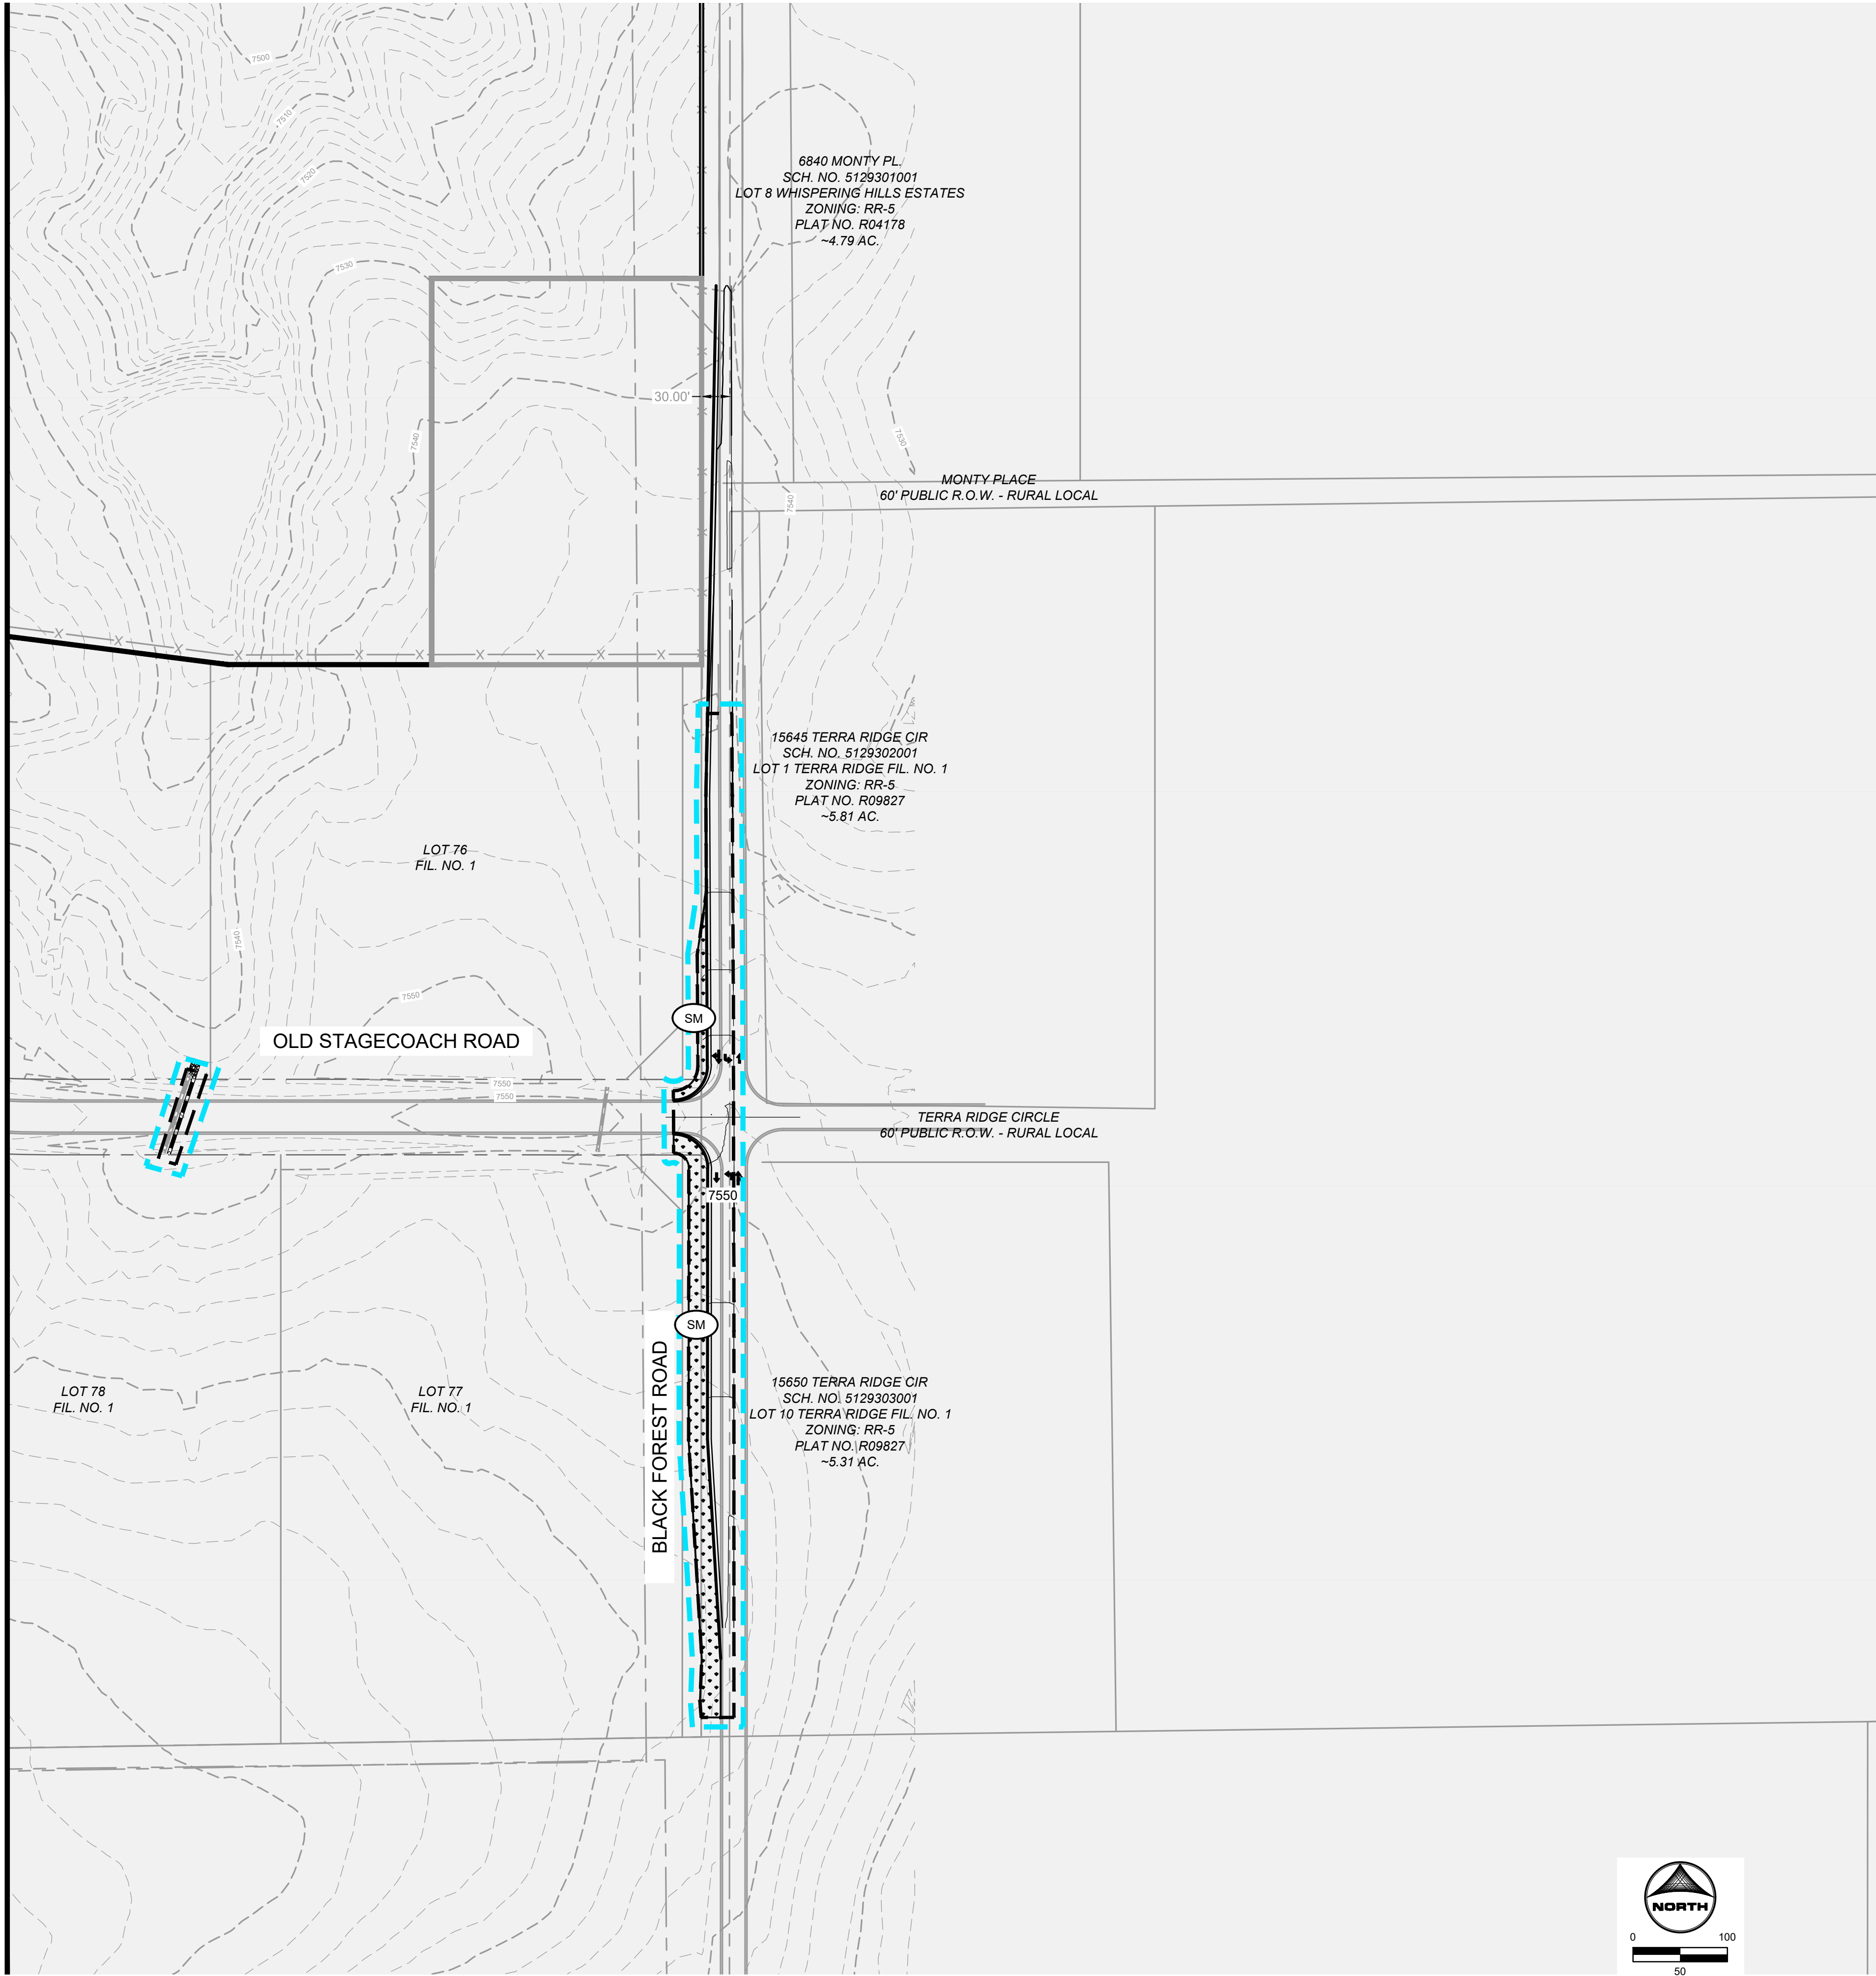 7500
7510
6840 MONTY PL.
SCH. NO. 5129301001
LOT 8 WHISPERING HILLS ESTATES
ZONING: RR-5
PLAT NO. R04178
~4.79 AC.
7520
7530
30.00'
7540
7530
MONTY PLACE
60' PUBLIC R.O.W. - RURAL LOCAL
7540
15645 TERRA RIDGE CIR
SCH. NO. 5129302001
LOT 1 TERRA RIDGE FIL. NO. 1
ZONING: RR-5
PLAT NO. R09827
~5.81 AC.
LOT 76
FIL. NO. 1
7540
7550
SM
OLD STAGECOACH ROAD
7550
7550
TERRA RIDGE CIRCLE
60' PUBLIC R.O.W. - RURAL LOCAL
7550
SM
BLACK FOREST ROAD
LOT 78
FIL. NO. 1
LOT 77
FIL. NO. 1
15650 TERRA RIDGE CIR
SCH. NO. 5129303001
LOT 10 TERRA RIDGE FIL. NO. 1
ZONING: RR-5
PLAT NO. R09827
~5.31 AC.
NORTH
0 100
50